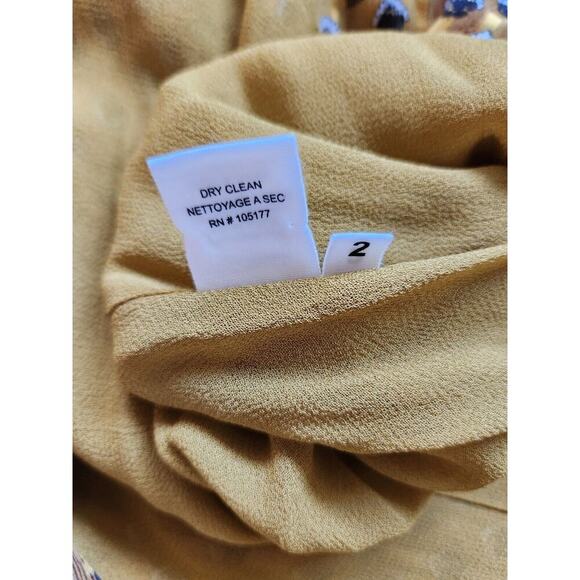 DRY CLEAN
NETTOYAGE A SEC
RN # 105177
2